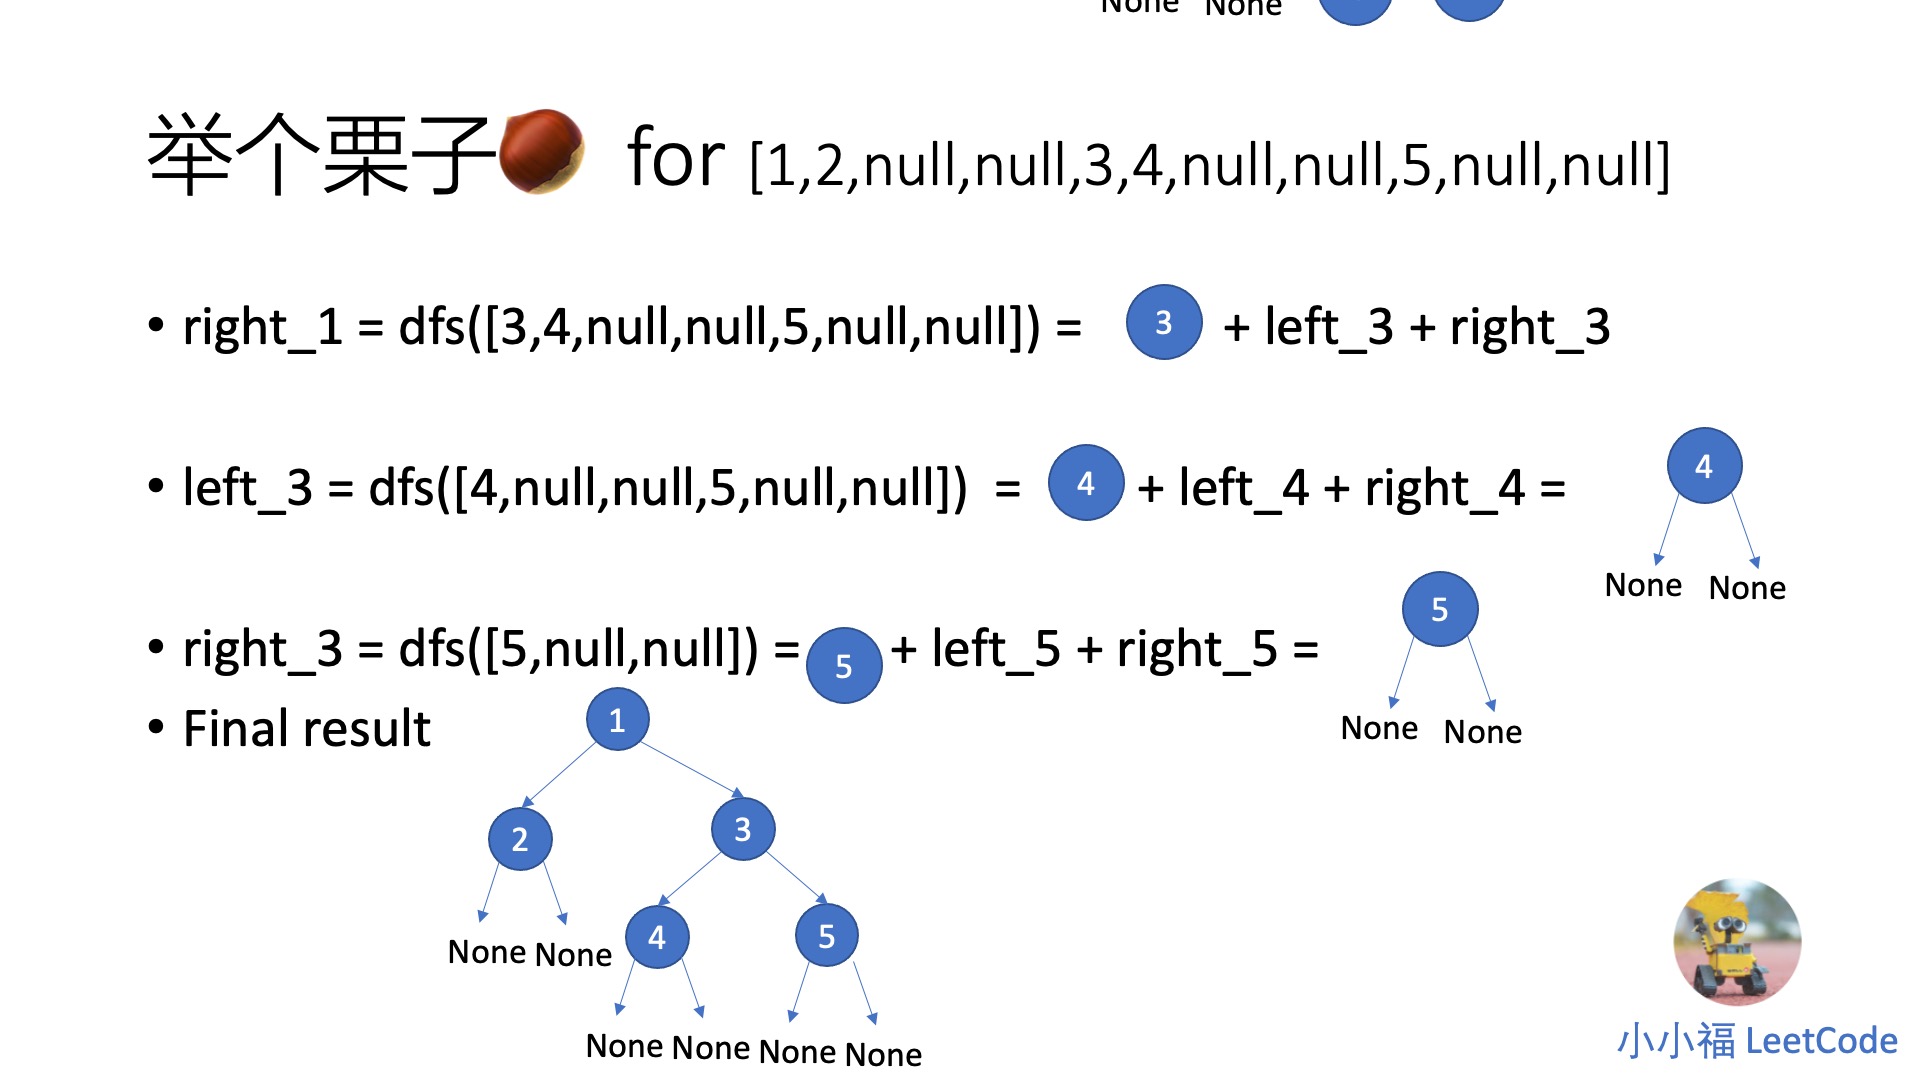 None None
举个栗子 for [1,2,null,null,3,4,null,null,5,null,null]
• right_1 = dfs([3,4,null,null,5,null,null]) = 3 + left_3 + right_3
• left_3 = dfs([4,null,null,5,null,null]) = 4 + left_4 + right_4 = 4
None None
• right_3 = dfs([5,null,null]) = 5 + left_5 + right_5 = 5
None None
• Final result
1
2 3
None None 4 5
None None None None
小小福 LeetCode